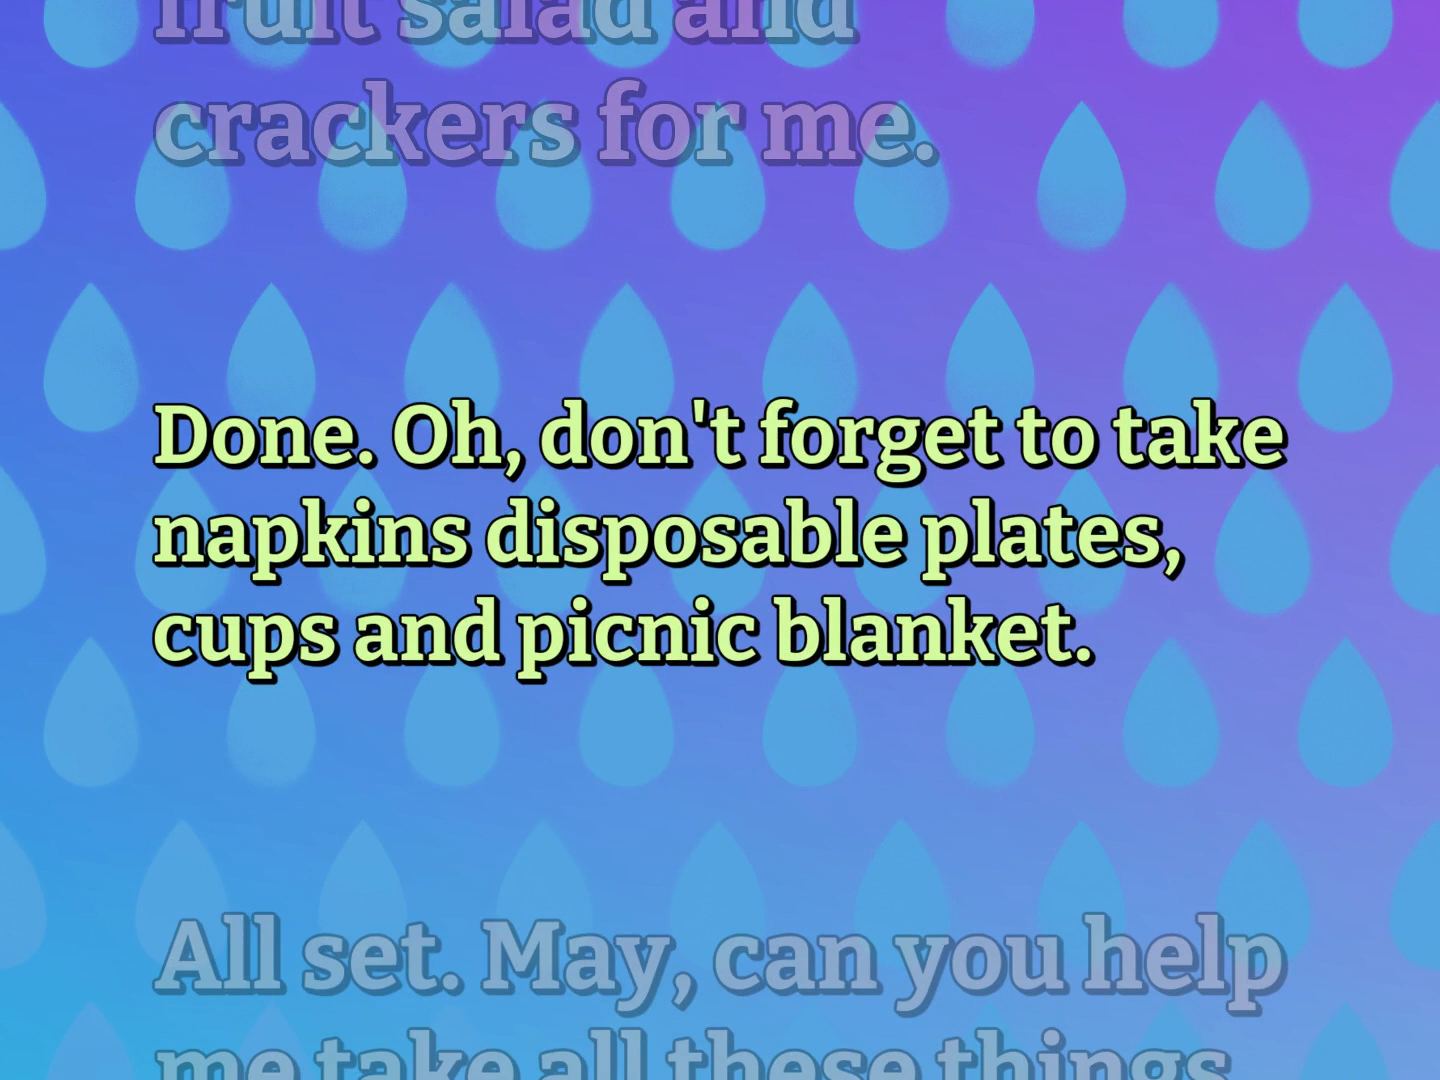 fruit salad and
crackers for me.
Done. Oh, don't forget to take
napkins disposable plates,
cups and picnic blanket.
All set. May, can you help
me take all these things